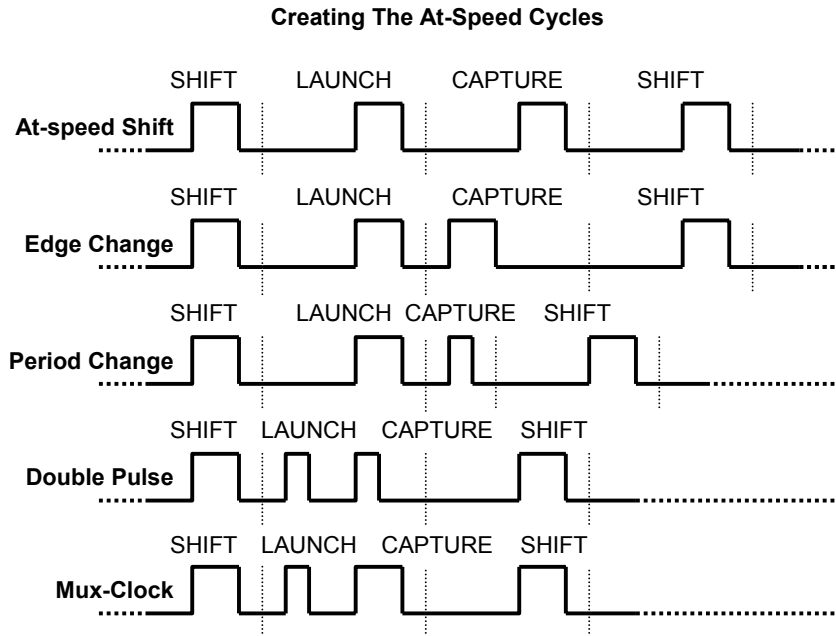 Creating The At-Speed Cycles
SHIFT LAUNCH CAPTURE SHIFT
At-speed Shift
SHIFT LAUNCH CAPTURE SHIFT
Edge Change
SHIFT LAUNCH CAPTURE SHIFT
Period Change
SHIFT LAUNCH CAPTURE SHIFT
Double Pulse
SHIFT LAUNCH CAPTURE SHIFT
Mux-Clock